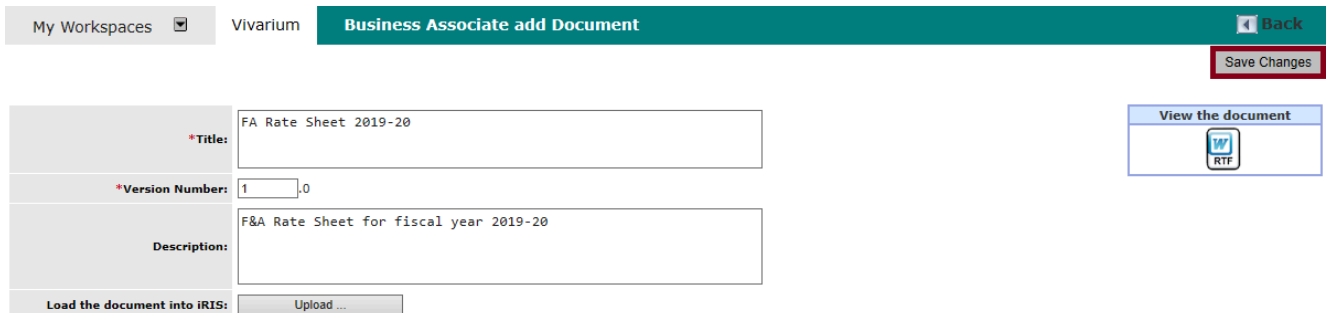 My Workspaces Vivarium Business Associate add Document Back
Save Changes
*Title: FA Rate Sheet 2019-20
View the document
W
RTF
*Version Number: 1 .0
Description: F&A Rate Sheet for fiscal year 2019-20
Load the document into iRIS: Upload ...